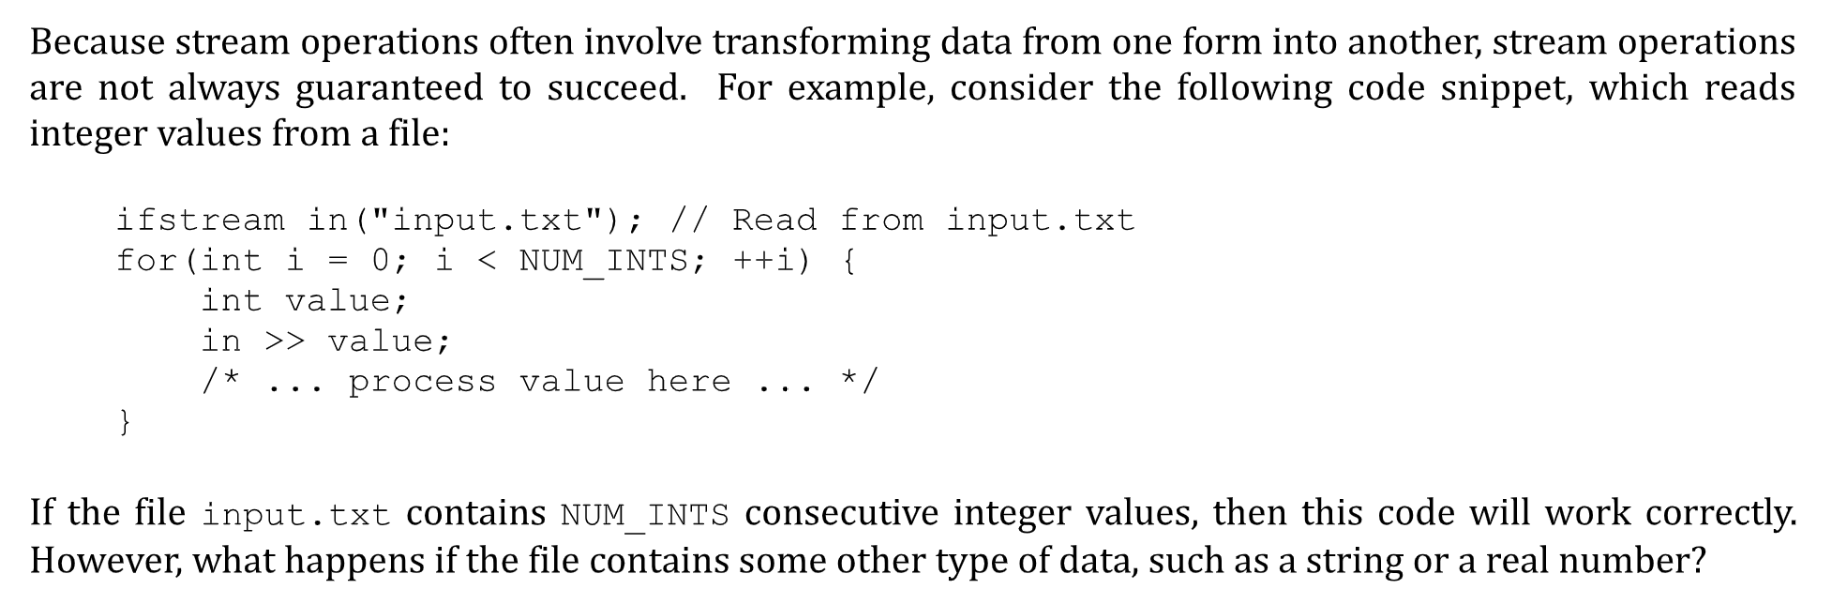 Because stream operations often involve transforming data from one form into another, stream operations
are not always guaranteed to succeed. For example, consider the following code snippet, which reads
integer values from a file:
ifstream in("input.txt"); // Read from input.txt
for(int i = 0; i < NUM_INTS; ++i) {
    int value;
    in >> value;
    /* ... process value here ... */
}
If the file input.txt contains NUM_INTS consecutive integer values, then this code will work correctly.
However, what happens if the file contains some other type of data, such as a string or a real number?